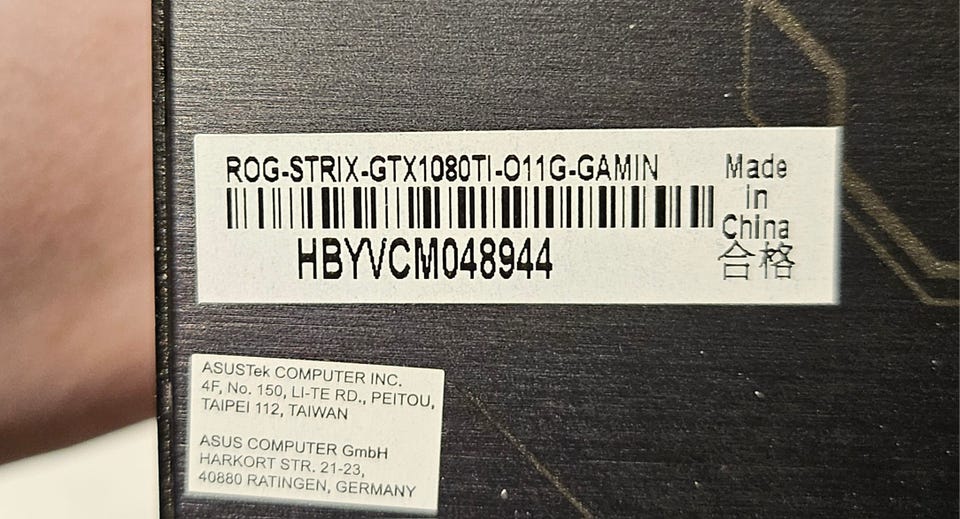 ROG-STRIX-GTX1080TI-O11G-GAMIN
HBYVCM048944
Made
in
China
合格
ASUSTek COMPUTER INC.
4F, No. 150, LI-TE RD., PEITOU,
TAIPEI 112, TAIWAN
ASUS COMPUTER GmbH
HARKORT STR. 21-23,
40880 RATINGEN, GERMANY